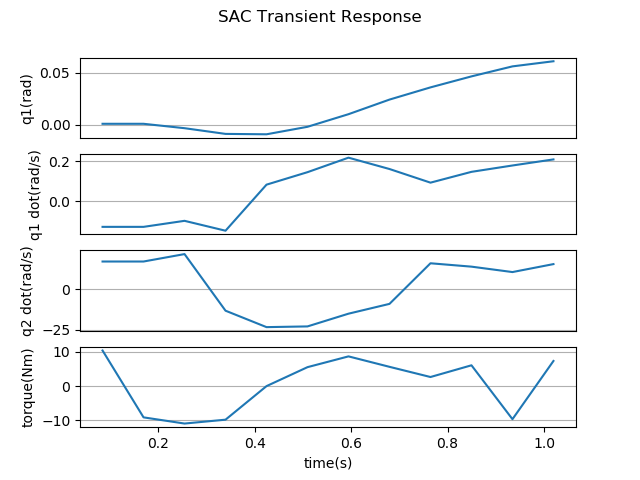 SAC Transient Response
q1(rad)
0.05
0.00
q1 dot(rad/s)
0.2
0.0
q2 dot(rad/s)
0
−25
torque(Nm)
10
0
−10
0.2 0.4 0.6 0.8 1.0
time(s)